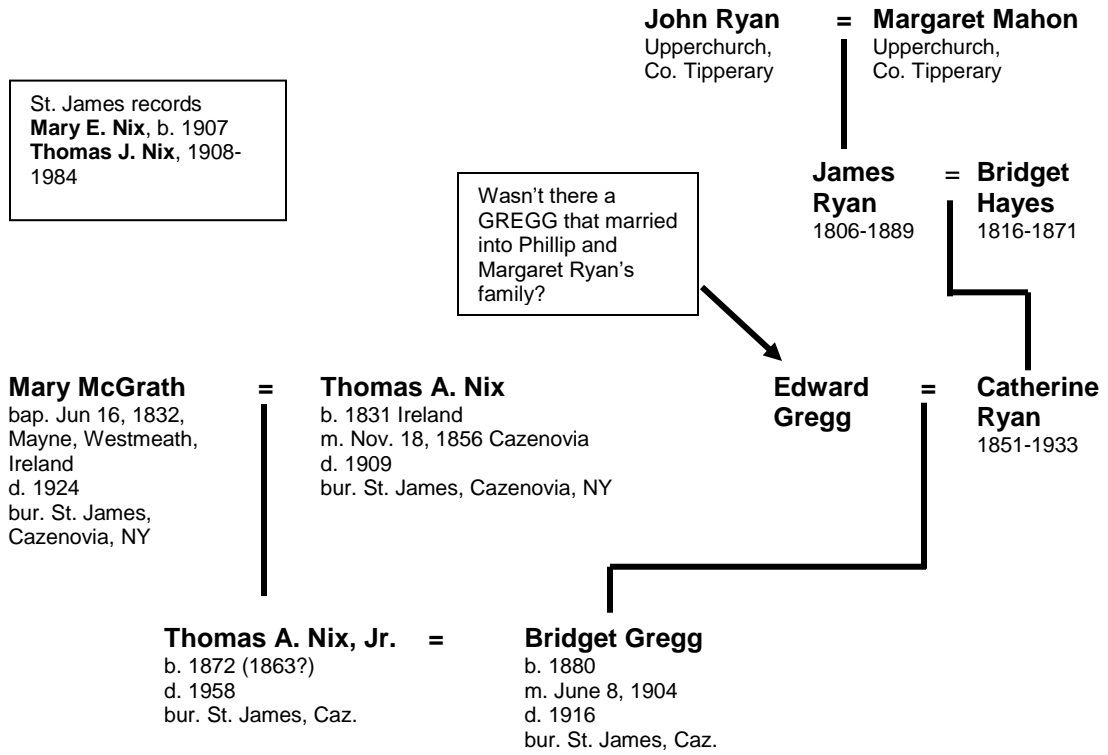 John Ryan = Margaret Mahon
Upperchurch, Upperchurch,
Co. Tipperary Co. Tipperary
St. James records
Mary E. Nix, b. 1907
Thomas J. Nix, 1908-
1984
James = Bridget
Ryan Hayes
1806-1889 1816-1871
Wasn't there a
GREGG that married
into Phillip and
Margaret Ryan's
family?
Mary McGrath = Thomas A. Nix
bap. Jun 16, 1832,
Mayne, Westmeath,
Ireland
d. 1924
bur. St. James,
Cazenovia, NY
b. 1831 Ireland
m. Nov. 18, 1856 Cazenovia
d. 1909
bur. St. James, Cazenovia, NY
Edward = Catherine
Gregg Ryan
1851-1933
Thomas A. Nix, Jr. = Bridget Gregg
b. 1872 (1863?)
d. 1958
bur. St. James, Caz.
b. 1880
m. June 8, 1904
d. 1916
bur. St. James, Caz.